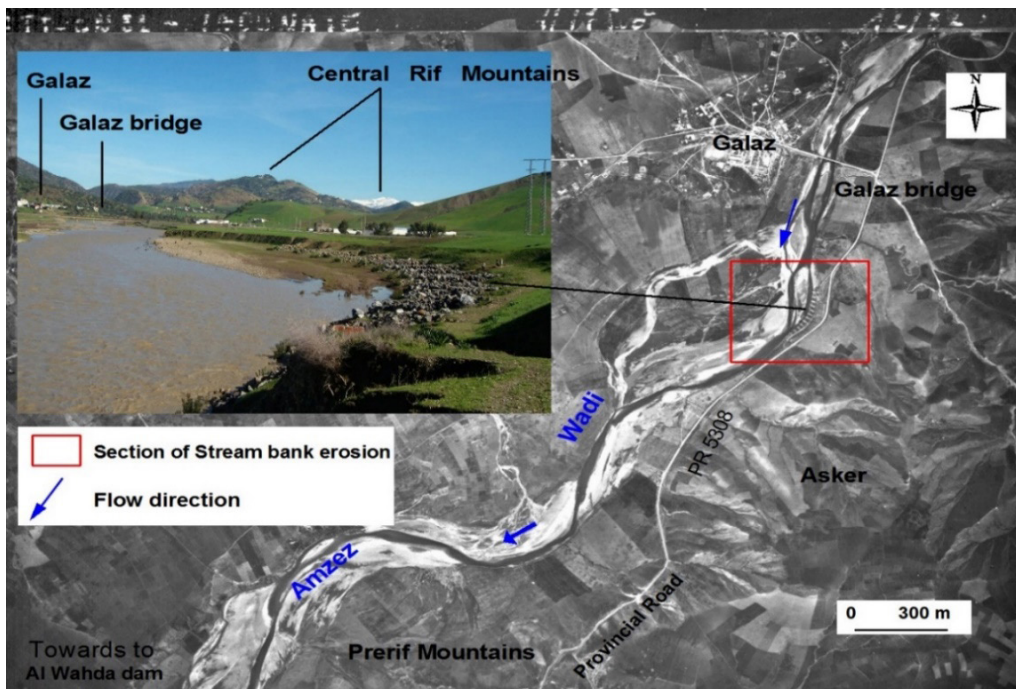 Galaz
Central Rif Mountains
Galaz bridge
N
Galaz
Galaz bridge
Wadi
PR 5308
Asker
Section of Stream bank erosion
Flow direction
Amzez
0 300 m
Provincial Road
Prerif Mountains
Towards to
Al Wahda dam